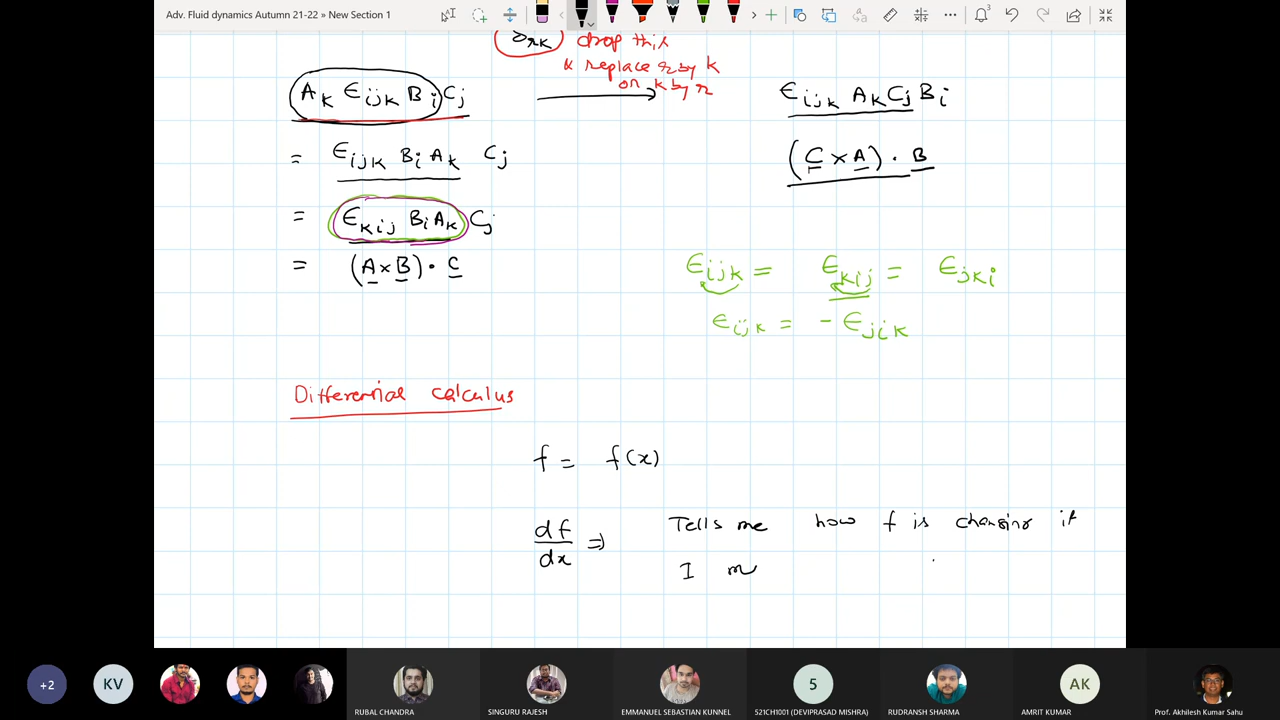 Adv. Fluid dynamics Autumn 21-22 » New Section 1
drop this
& replace r by k
or k by r
A_k ϵ_ijk B_i C_j → ϵ_ijk A_k C_j B_i
= ϵ_ijk B_i A_k C_j
(C × A) · B
= ϵ_kij B_i A_k C_j
= (A × B) · C
ϵ_ijk = ϵ_kij = ϵ_jki
ϵ_ijk = - ϵ_jik
Differential calculus
f = f(x)
df/dx ⇒ Tells me how f is changing if
I m
+2
KV
RUBAL CHANDRA
SINGURU RAJESH
EMMANUEL SEBASTIAN KUNNEL
5
521CH1001 (DEVIPRASAD MISHRA)
RUDRANSH SHARMA
AK
AMRIT KUMAR
Prof. Akhilesh Kumar Sahu